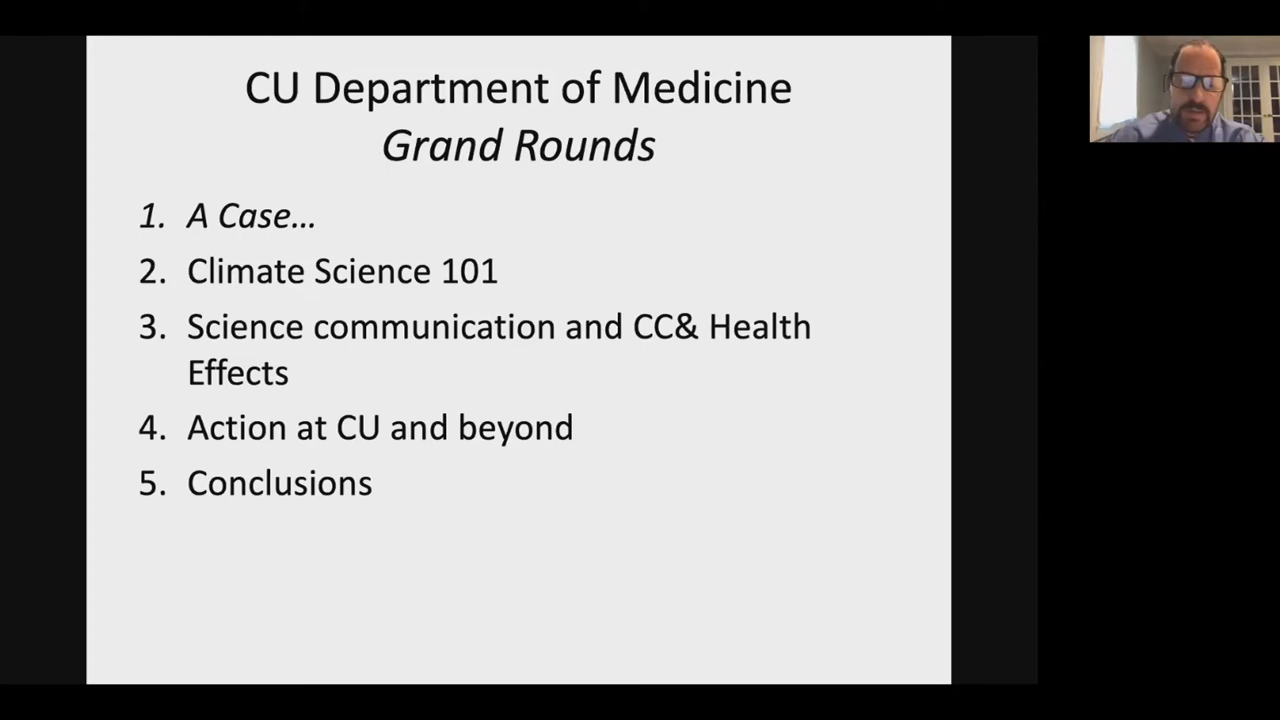 CU Department of Medicine
Grand Rounds
1. A Case...
2. Climate Science 101
3. Science communication and CC& Health
Effects
4. Action at CU and beyond
5. Conclusions